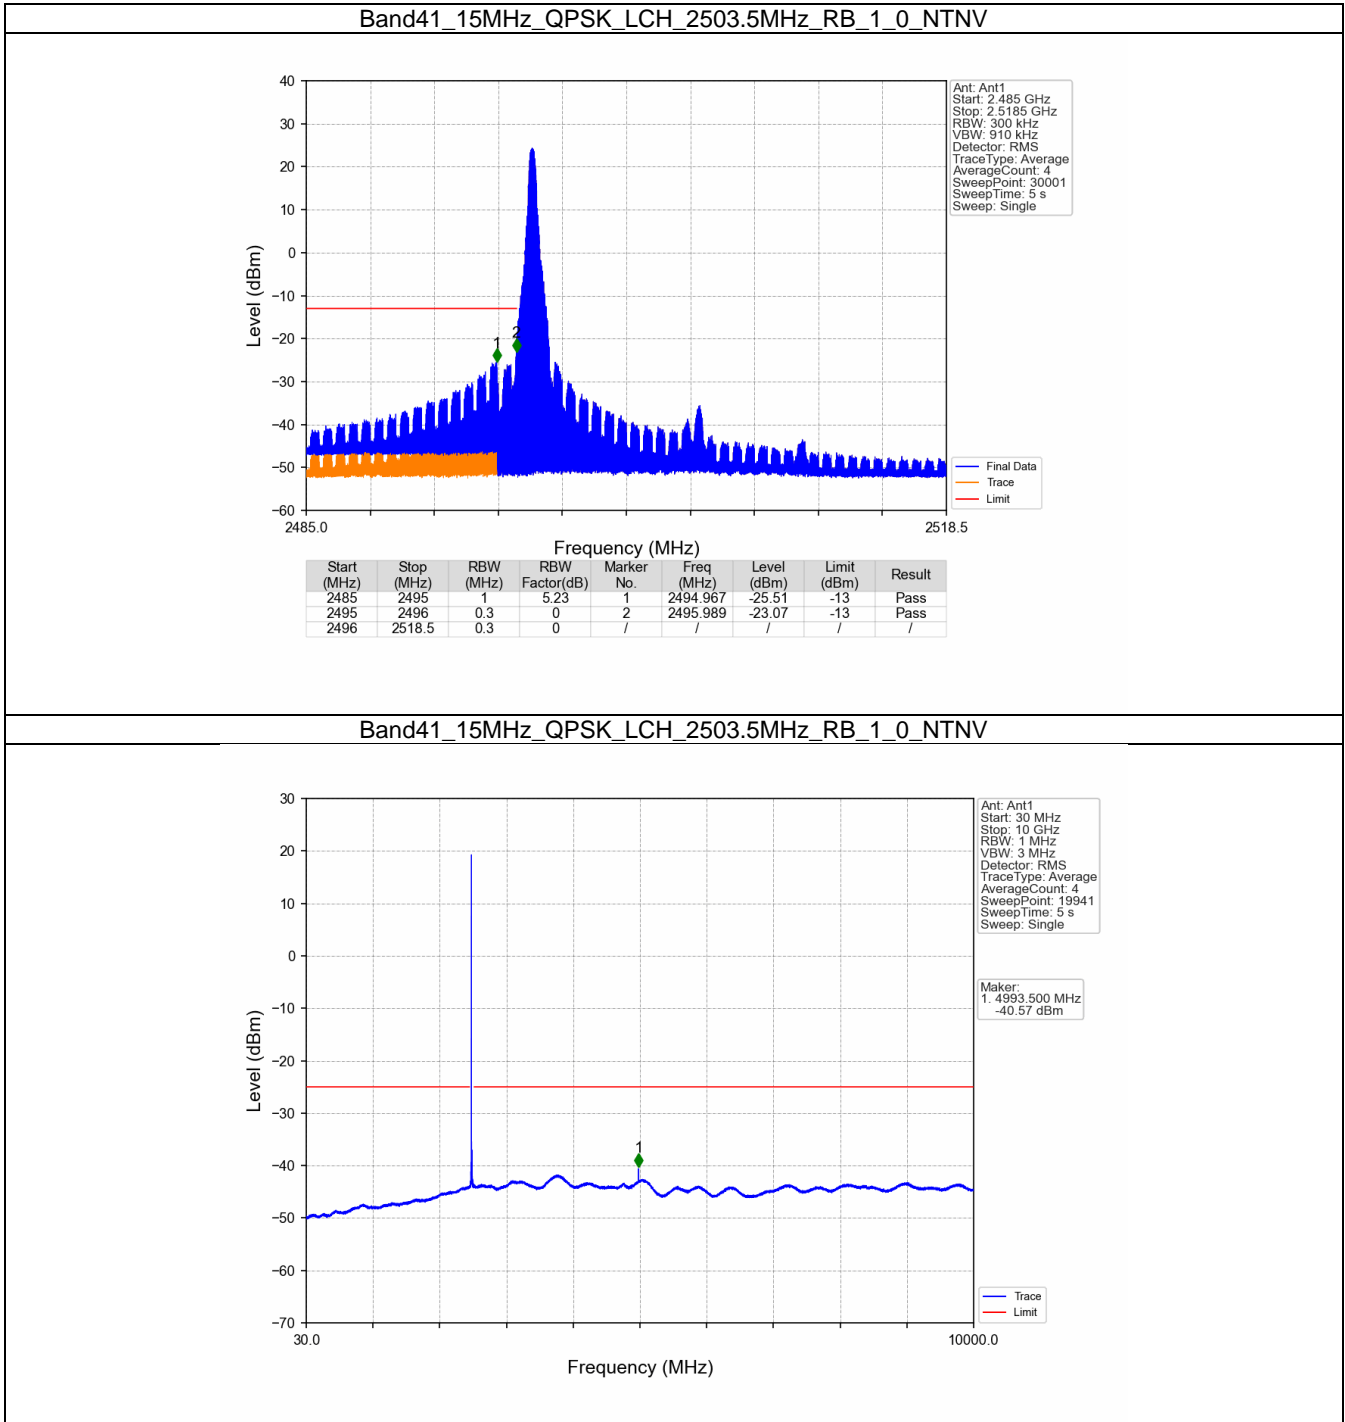 Band41_15MHz_QPSK_LCH_2503.5MHz_RB_1_0_NTNV
40
30
20
10
0
−10
−20
−30
−40
−50
−60
Level (dBm)
1
2
2485.0
2518.5
Frequency (MHz)
Ant: Ant1
Start: 2.485 GHz
Stop: 2.5185 GHz
RBW: 300 kHz
VBW: 910 kHz
Detector: RMS
TraceType: Average
AverageCount: 4
SweepPoint: 30001
SweepTime: 5 s
Sweep: Single
Final Data
Trace
Limit
Start (MHz) Stop (MHz) RBW (MHz) RBW Factor(dB) Marker No. Freq (MHz) Level (dBm) Limit (dBm) Result
2485 2495 1 5.23 1 2494.967 -25.51 -13 Pass
2495 2496 0.3 0 2 2495.989 -23.07 -13 Pass
2496 2518.5 0.3 0 / / / / /
Band41_15MHz_QPSK_LCH_2503.5MHz_RB_1_0_NTNV
30
20
10
0
−10
−20
−30
−40
−50
−60
−70
Level (dBm)
1
30.0
10000.0
Frequency (MHz)
Ant: Ant1
Start: 30 MHz
Stop: 10 GHz
RBW: 1 MHz
VBW: 3 MHz
Detector: RMS
TraceType: Average
AverageCount: 4
SweepPoint: 19941
SweepTime: 5 s
Sweep: Single
Maker:
1. 4993.500 MHz
-40.57 dBm
Trace
Limit